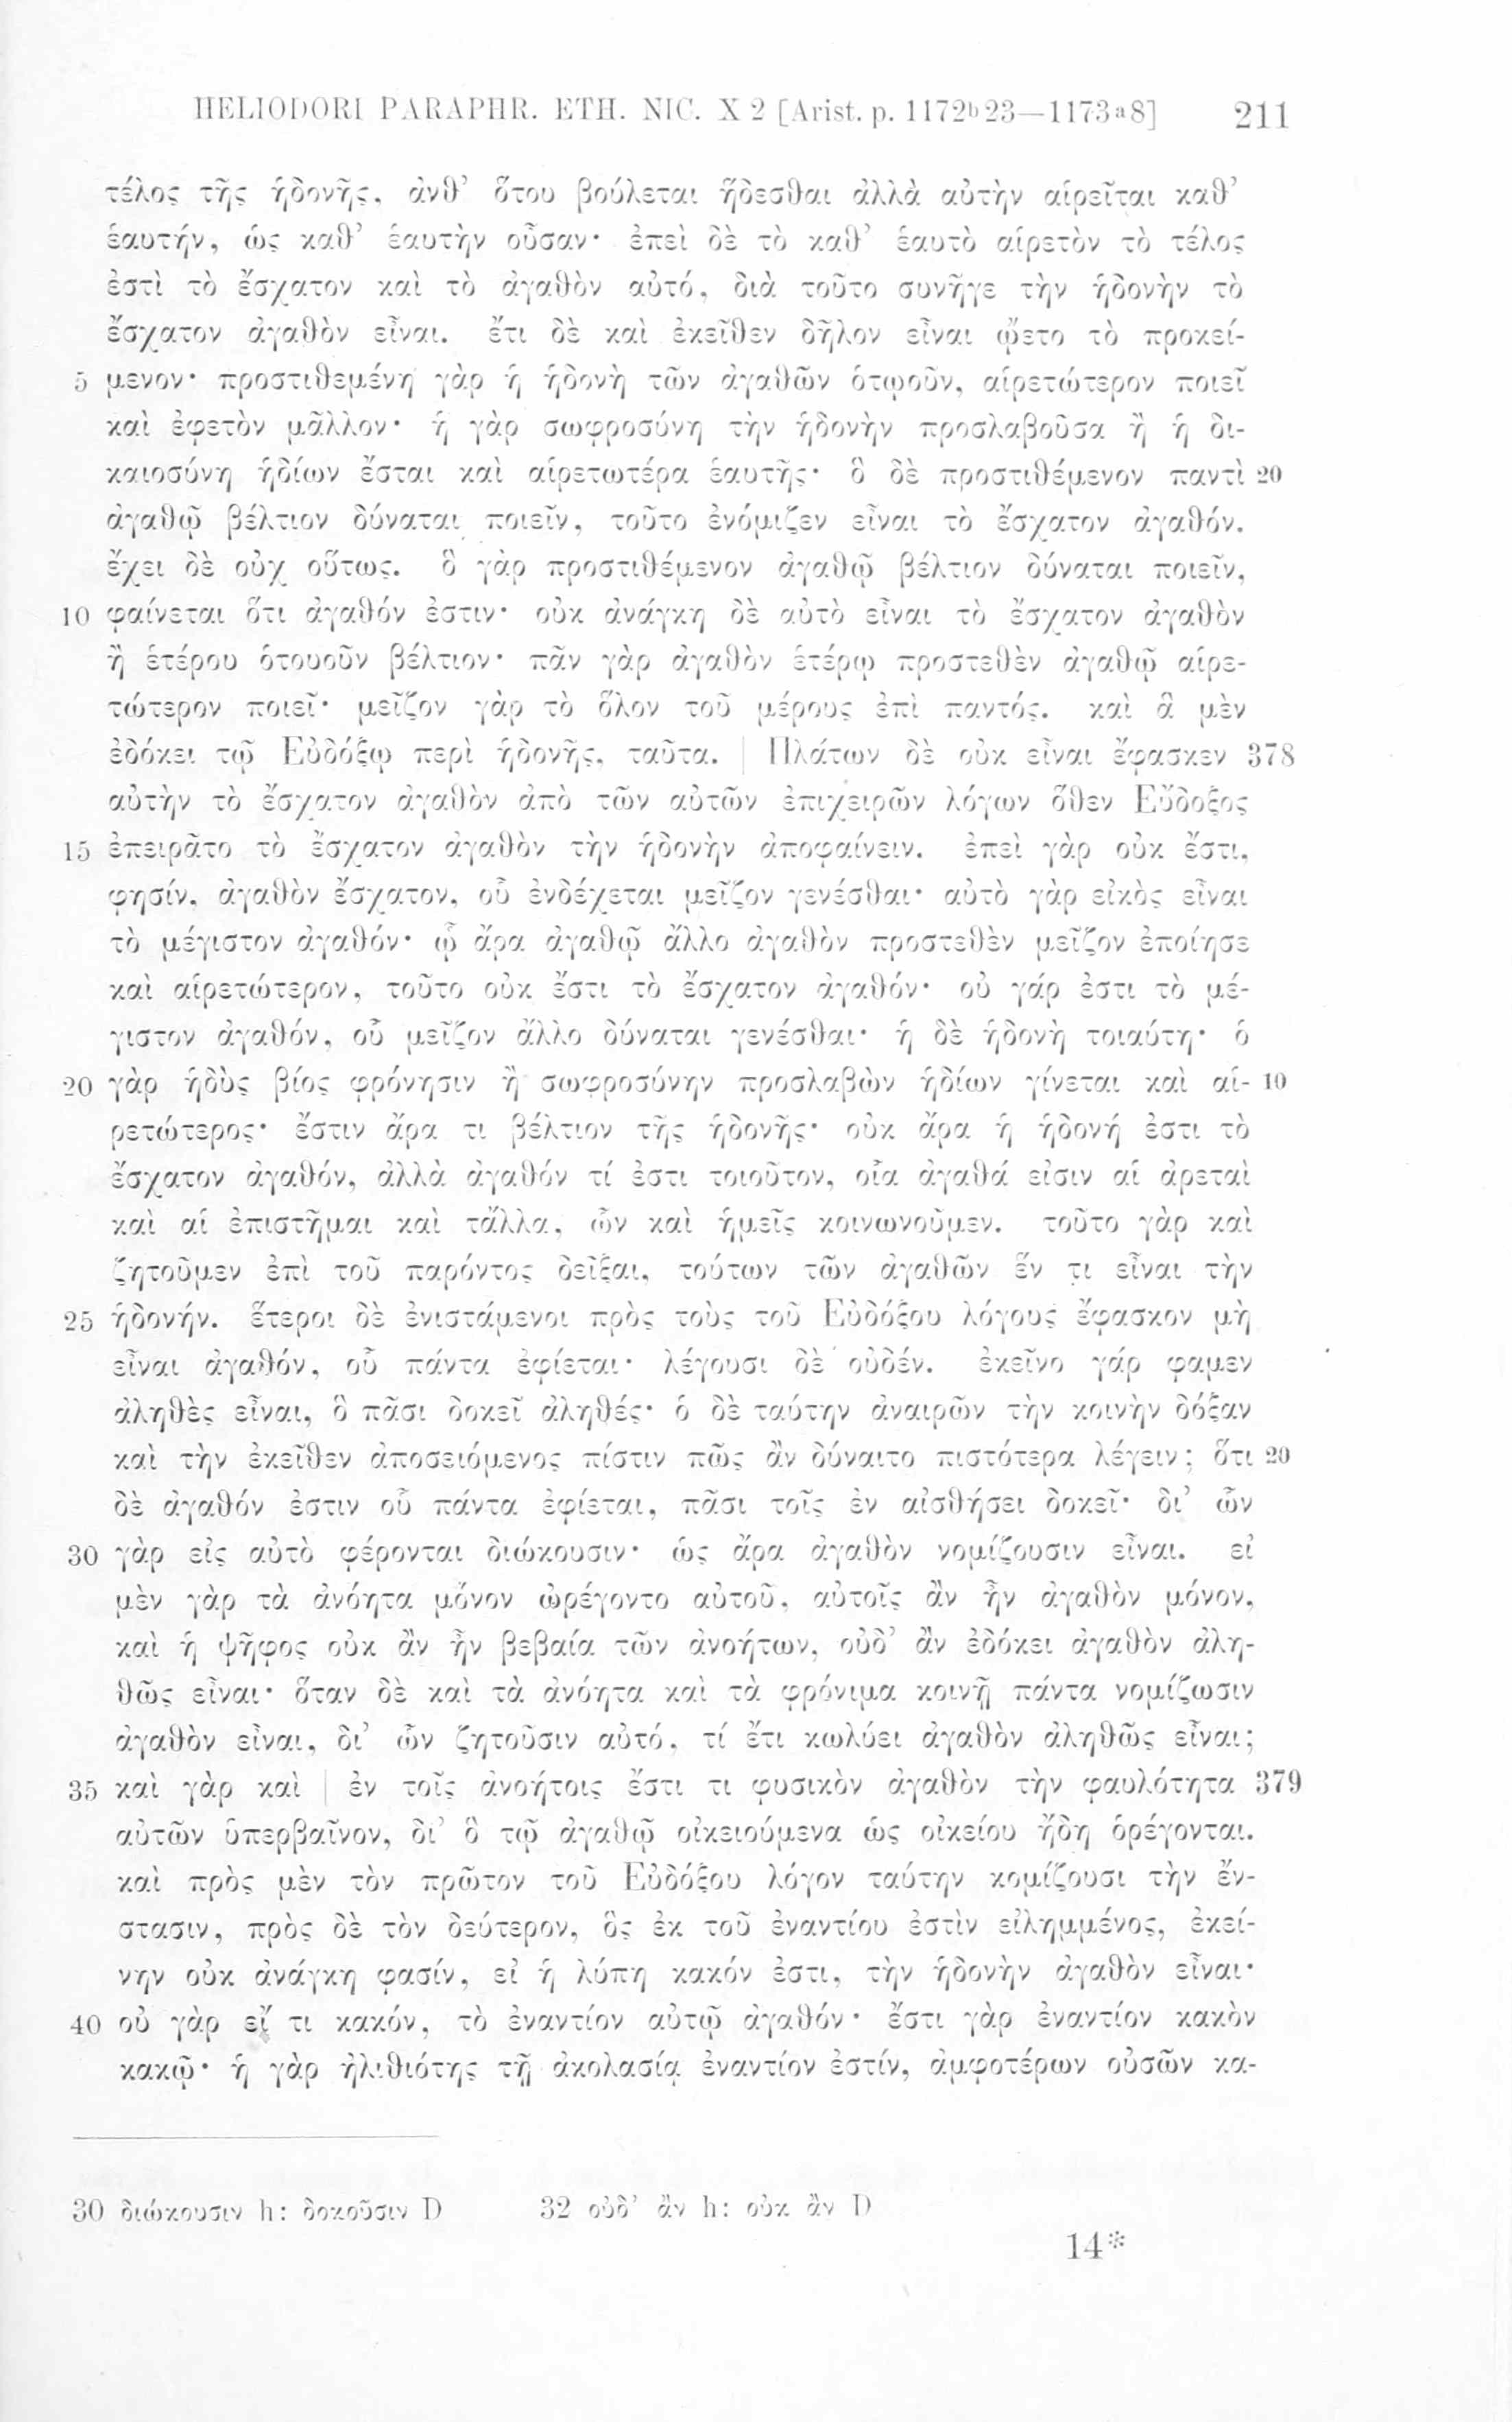 HELIODORI PARAPHR. ETH. NIC. X 2 [Arist. p. 1172b23—1173a8] 211
τέλος τῆς ἡδονῆς, ἀνθ’ ὅτου βούλεται ἥδεσθαι ἀλλὰ αὐτὴν αἱρεῖται καθ’
ἑαυτήν, ὡς καθ’ ἑαυτὴν οὖσαν· ἐπεὶ δὲ τὸ καθ’ ἑαυτὸ αἱρετὸν τὸ τέλος
ἐστὶ τὸ ἔσχατον καὶ τὸ ἀγαθὸν αὐτό, διὰ τοῦτο συνῆγε τὴν ἡδονὴν τὸ
ἔσχατον ἀγαθὸν εἶναι. ἔτι δὲ καὶ ἐκεῖθεν δῆλον εἶναι ᾤετο τὸ προκεί-
5 μενον· προστιθεμένη γὰρ ἡ ἡδονὴ τῶν ἀγαθῶν ὁτῳοῦν, αἱρετώτερον ποιεῖ
καὶ ἐφετὸν μᾶλλον· ἡ γὰρ σωφροσύνη τὴν ἡδονὴν προσλαβοῦσα ἢ ἡ δι-
καιοσύνη ἡδίων ἔσται καὶ αἱρετωτέρα ἑαυτῆς· ὃ δὲ προστιθέμενον παντὶ 20
ἀγαθῷ βέλτιον δύναται ποιεῖν, τοῦτο ἐνόμιζεν εἶναι τὸ ἔσχατον ἀγαθόν.
ἔχει δὲ οὐχ οὕτως. ὃ γὰρ προστιθέμενον ἀγαθῷ βέλτιον δύναται ποιεῖν,
10 φαίνεται ὅτι ἀγαθόν ἐστιν· οὐκ ἀνάγκη δὲ αὐτὸ εἶναι τὸ ἔσχατον ἀγαθὸν
ἢ ἑτέρου ὁτουοῦν βέλτιον· πᾶν γὰρ ἀγαθὸν ἑτέρῳ προστεθὲν ἀγαθῷ αἱρε-
τώτερον ποιεῖ· μεῖζον γὰρ τὸ ὅλον τοῦ μέρους ἐπὶ παντός. καὶ ἃ μὲν
ἐδόκει τῷ Εὐδόξῳ περὶ ἡδονῆς, ταῦτα. | Πλάτων δὲ οὐκ εἶναι ἔφασκεν 378
αὐτὴν τὸ ἔσχατον ἀγαθὸν ἀπὸ τῶν αὐτῶν ἐπιχειρῶν λόγων ὅθεν Εὔδοξος
15 ἐπειρᾶτο τὸ ἔσχατον ἀγαθὸν τὴν ἡδονὴν ἀποφαίνειν. ἐπεὶ γὰρ οὐκ ἔστι,
φησίν, ἀγαθὸν ἔσχατον, οὗ ἐνδέχεται μεῖζον γενέσθαι· αὐτὸ γὰρ εἰκὸς εἶναι
τὸ μέγιστον ἀγαθόν· ᾧ ἄρα ἀγαθῷ ἄλλο ἀγαθὸν προστεθὲν μεῖζον ἐποίησε
καὶ αἱρετώτερον, τοῦτο οὐκ ἔστι τὸ ἔσχατον ἀγαθόν· οὐ γάρ ἐστι τὸ μέ-
γιστον ἀγαθόν, οὗ μεῖζον ἄλλο δύναται γενέσθαι· ἡ δὲ ἡδονὴ τοιαύτη· ὁ
20 γὰρ ἡδὺς βίος φρόνησιν ἢ σωφροσύνην προσλαβὼν ἡδίων γίνεται καὶ αἱ- 10
ρετώτερος· ἔστιν ἄρα τι βέλτιον τῆς ἡδονῆς· οὐκ ἄρα ἡ ἡδονή ἐστι τὸ
ἔσχατον ἀγαθόν, ἀλλὰ ἀγαθόν τί ἐστι τοιοῦτον, οἷα ἀγαθά εἰσιν αἱ ἀρεταὶ
καὶ αἱ ἐπιστῆμαι καὶ τἄλλα, ὧν καὶ ἡμεῖς κοινωνοῦμεν. τοῦτο γὰρ καὶ
ζητοῦμεν ἐπὶ τοῦ παρόντος δεῖξαι, τούτων τῶν ἀγαθῶν ἕν τι εἶναι τὴν
25 ἡδονήν. ἕτεροι δὲ ἐνιστάμενοι πρὸς τοὺς τοῦ Εὐδόξου λόγους ἔφασκον μὴ
εἶναι ἀγαθόν, οὗ πάντα ἐφίεται· λέγουσι δὲ οὐδέν. ἐκεῖνο γάρ φαμεν
ἀληθὲς εἶναι, ὃ πᾶσι δοκεῖ ἀληθές· ὁ δὲ ταύτην ἀναιρῶν τὴν κοινὴν δόξαν
καὶ τὴν ἐκεῖθεν ἀποσειόμενος πίστιν πῶς ἂν δύναιτο πιστότερα λέγειν; ὅτι 20
δὲ ἀγαθόν ἐστιν οὗ πάντα ἐφίεται, πᾶσι τοῖς ἐν αἰσθήσει δοκεῖ· δι’ ὧν
30 γὰρ εἰς αὐτὸ φέρονται διώκουσιν· ὡς ἄρα ἀγαθὸν νομίζουσιν εἶναι. εἰ
μὲν γὰρ τὰ ἀνόητα μόνον ὠρέγοντο αὐτοῦ, αὐτοῖς ἂν ἦν ἀγαθὸν μόνον,
καὶ ἡ ψῆφος οὐκ ἂν ἦν βεβαία τῶν ἀνοήτων, οὐδ’ ἂν ἐδόκει ἀγαθὸν ἀλη-
θῶς εἶναι· ὅταν δὲ καὶ τὰ ἀνόητα καὶ τὰ φρόνιμα κοινῇ πάντα νομίζωσιν
ἀγαθὸν εἶναι, δι’ ὧν ζητοῦσιν αὐτό, τί ἔτι κωλύει ἀγαθὸν ἀληθῶς εἶναι;
35 καὶ γὰρ καὶ | ἐν τοῖς ἀνοήτοις ἔστι τι φυσικὸν ἀγαθὸν τὴν φαυλότητα 379
αὐτῶν ὑπερβαῖνον, δι’ ὃ τῷ ἀγαθῷ οἰκειούμενα ὡς οἰκείου ἤδη ὀρέγονται.
καὶ πρὸς μὲν τὸν πρῶτον τοῦ Εὐδόξου λόγον ταύτην κομίζουσι τὴν ἔν-
στασιν, πρὸς δὲ τὸν δεύτερον, ὃς ἐκ τοῦ ἐναντίου ἐστὶν εἰλημμένος, ἐκεί-
νην οὐκ ἀνάγκη φασίν, εἰ ἡ λύπη κακόν ἐστι, τὴν ἡδονὴν ἀγαθὸν εἶναι·
40 οὐ γὰρ εἴ τι κακόν, τὸ ἐναντίον αὐτῷ ἀγαθόν· ἔστι γὰρ ἐναντίον κακὸν
κακῷ· ἡ γὰρ ἠλιθιότης τῇ ἀκολασίᾳ ἐναντίον ἐστίν, ἀμφοτέρων οὐσῶν κα-
30 διώκουσιν h: δοκοῦσιν D 32 οὐδ’ ἂν h: οὐκ ἂν D
14*